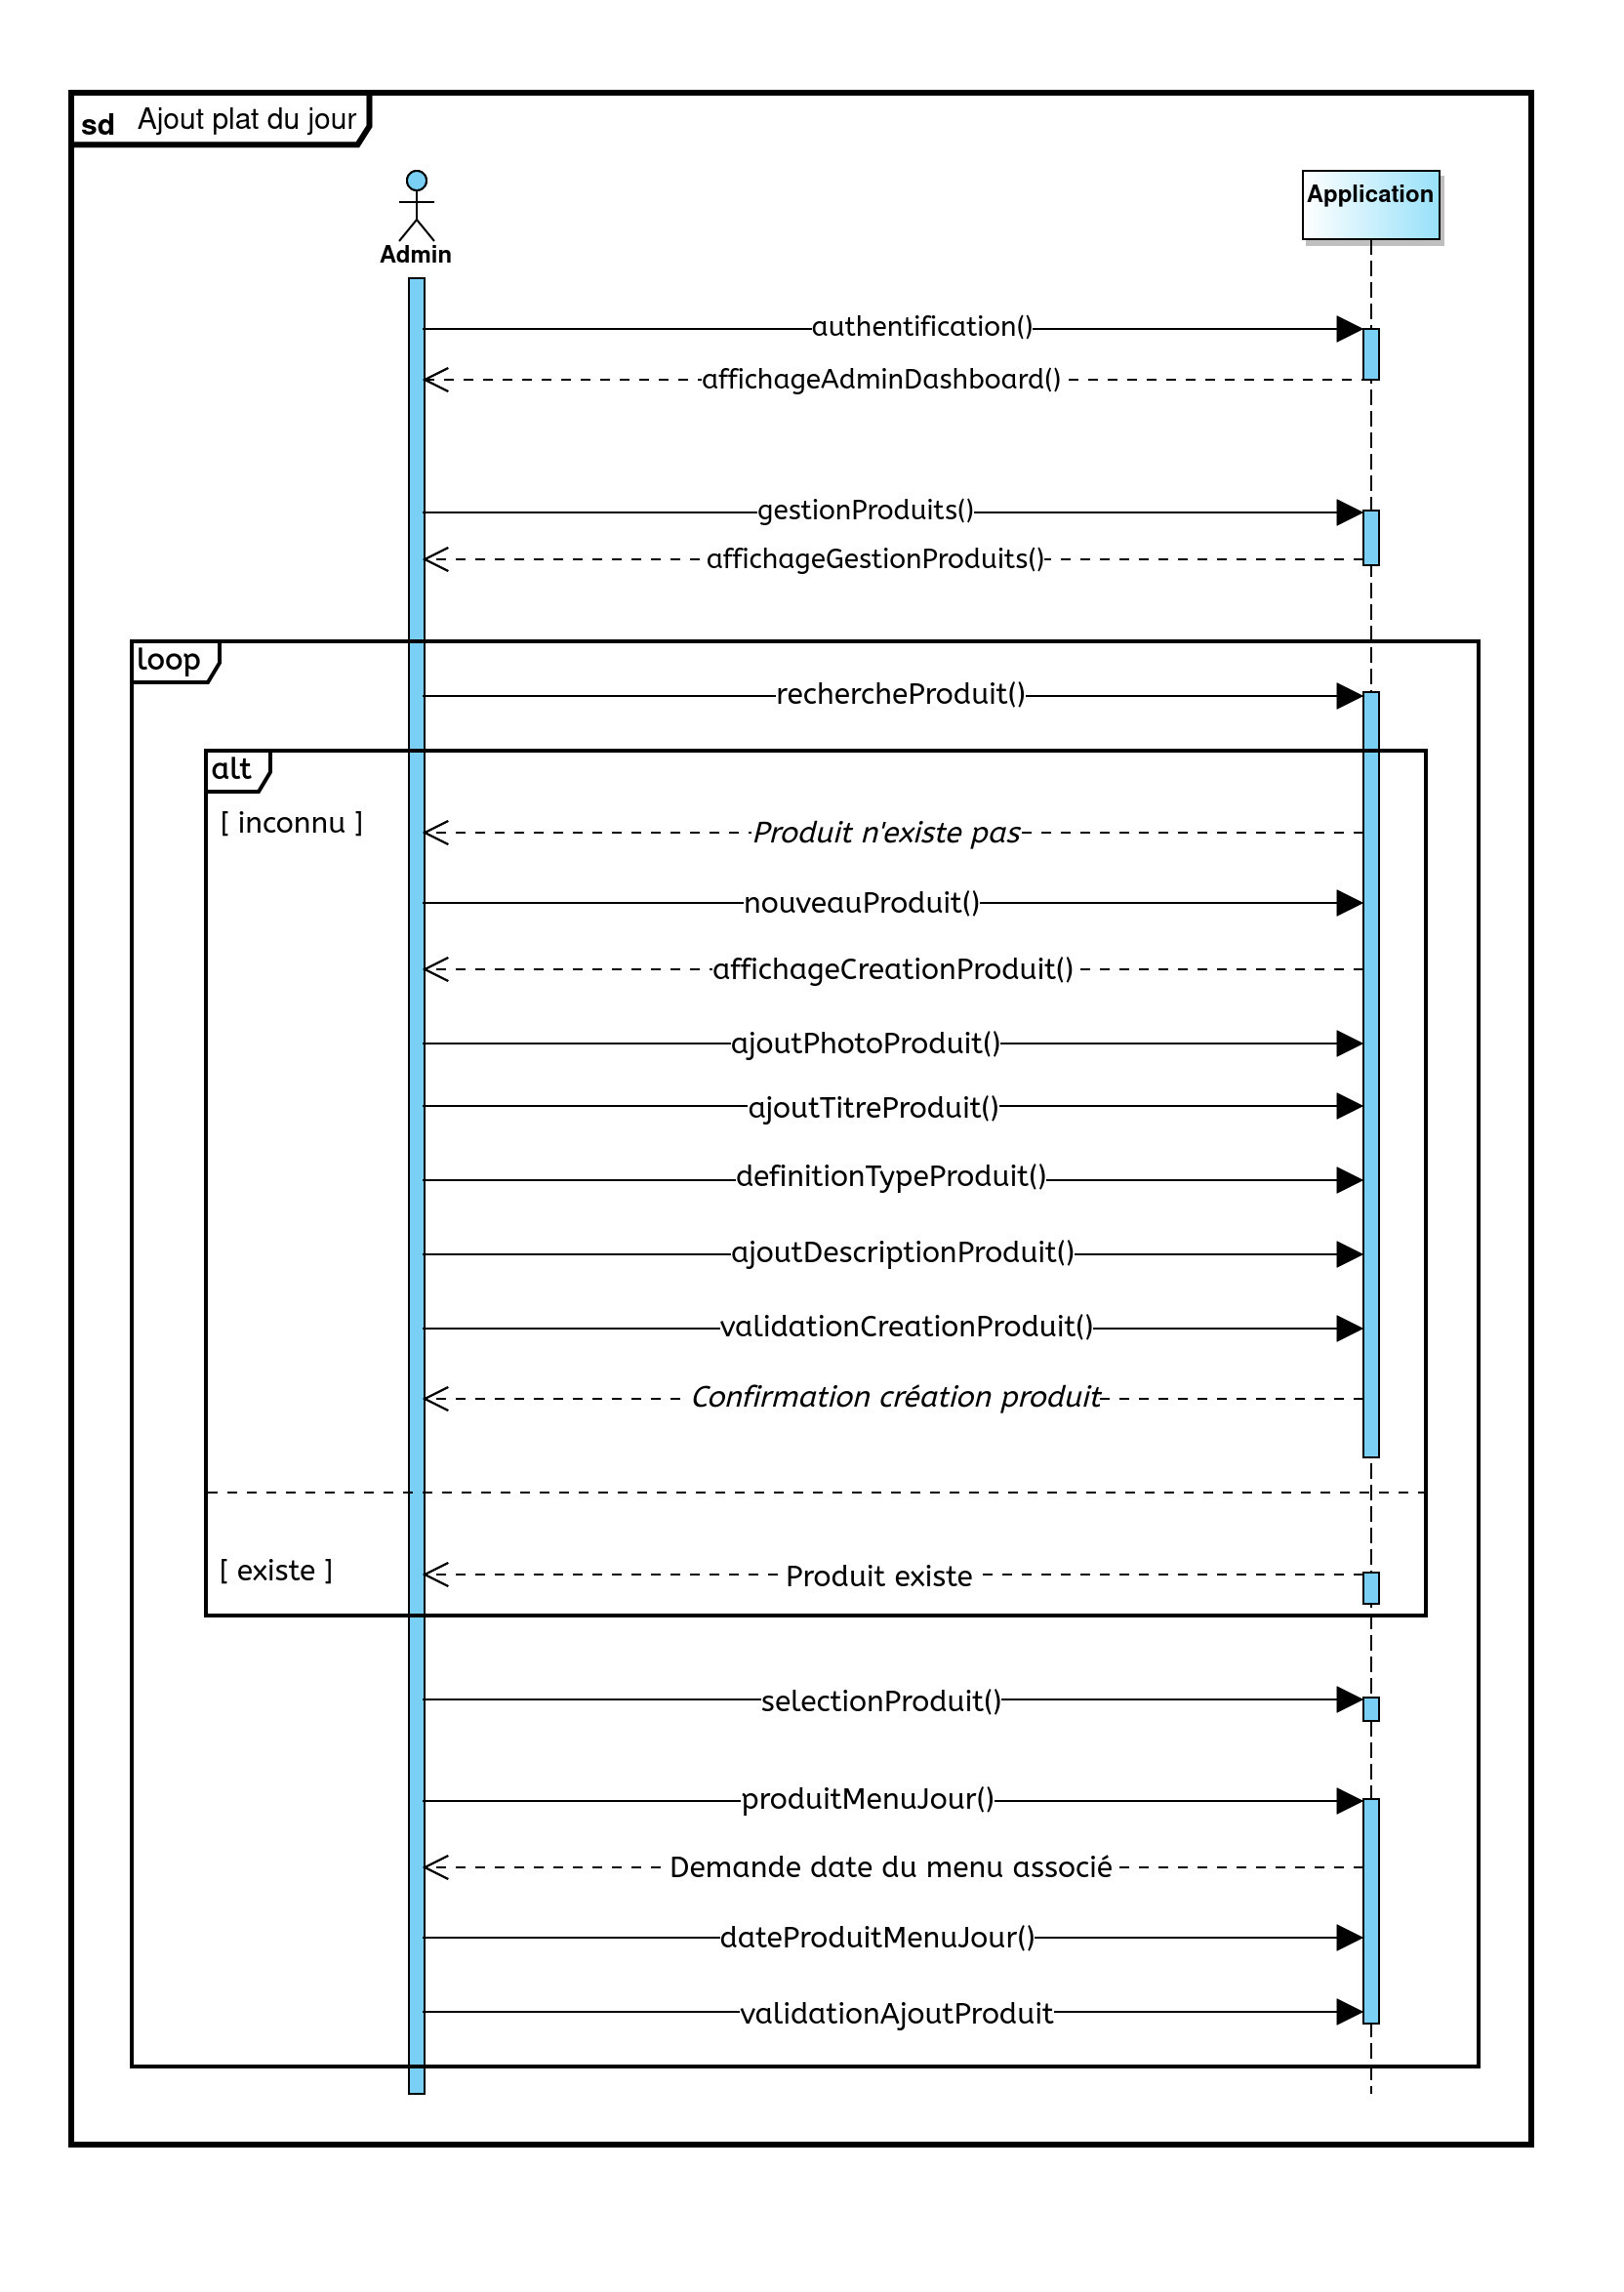 sd Ajout plat du jour
Admin
Application
authentification()
affichageAdminDashboard()
gestionProduits()
affichageGestionProduits()
loop
rechercheProduit()
alt
[ inconnu ]
Produit n'existe pas
nouveauProduit()
affichageCreationProduit()
ajoutPhotoProduit()
ajoutTitreProduit()
definitionTypeProduit()
ajoutDescriptionProduit()
validationCreationProduit()
Confirmation création produit
[ existe ]
Produit existe
selectionProduit()
produitMenuJour()
Demande date du menu associé
dateProduitMenuJour()
validationAjoutProduit